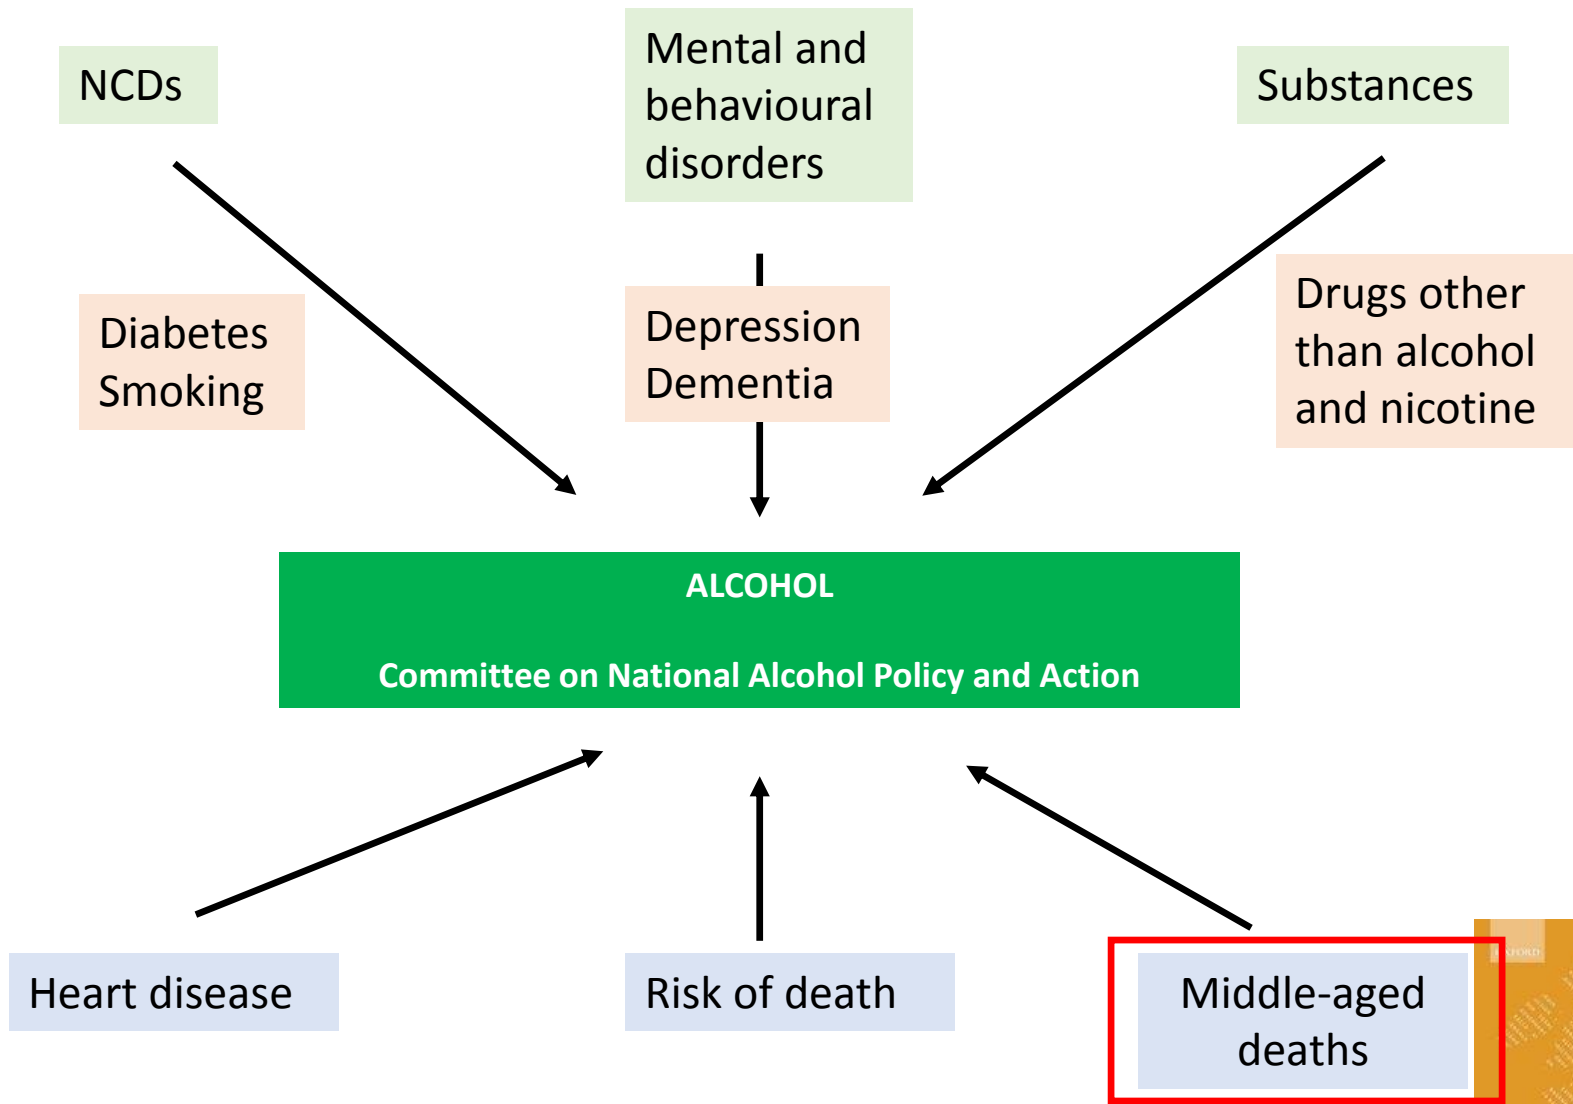 NCDs
Mental and
behavioural
disorders
Substances
Diabetes
Smoking
Depression
Dementia
Drugs other
than alcohol
and nicotine
ALCOHOL
Committee on National Alcohol Policy and Action
Heart disease
Risk of death
Middle-aged
deaths
OXFORD